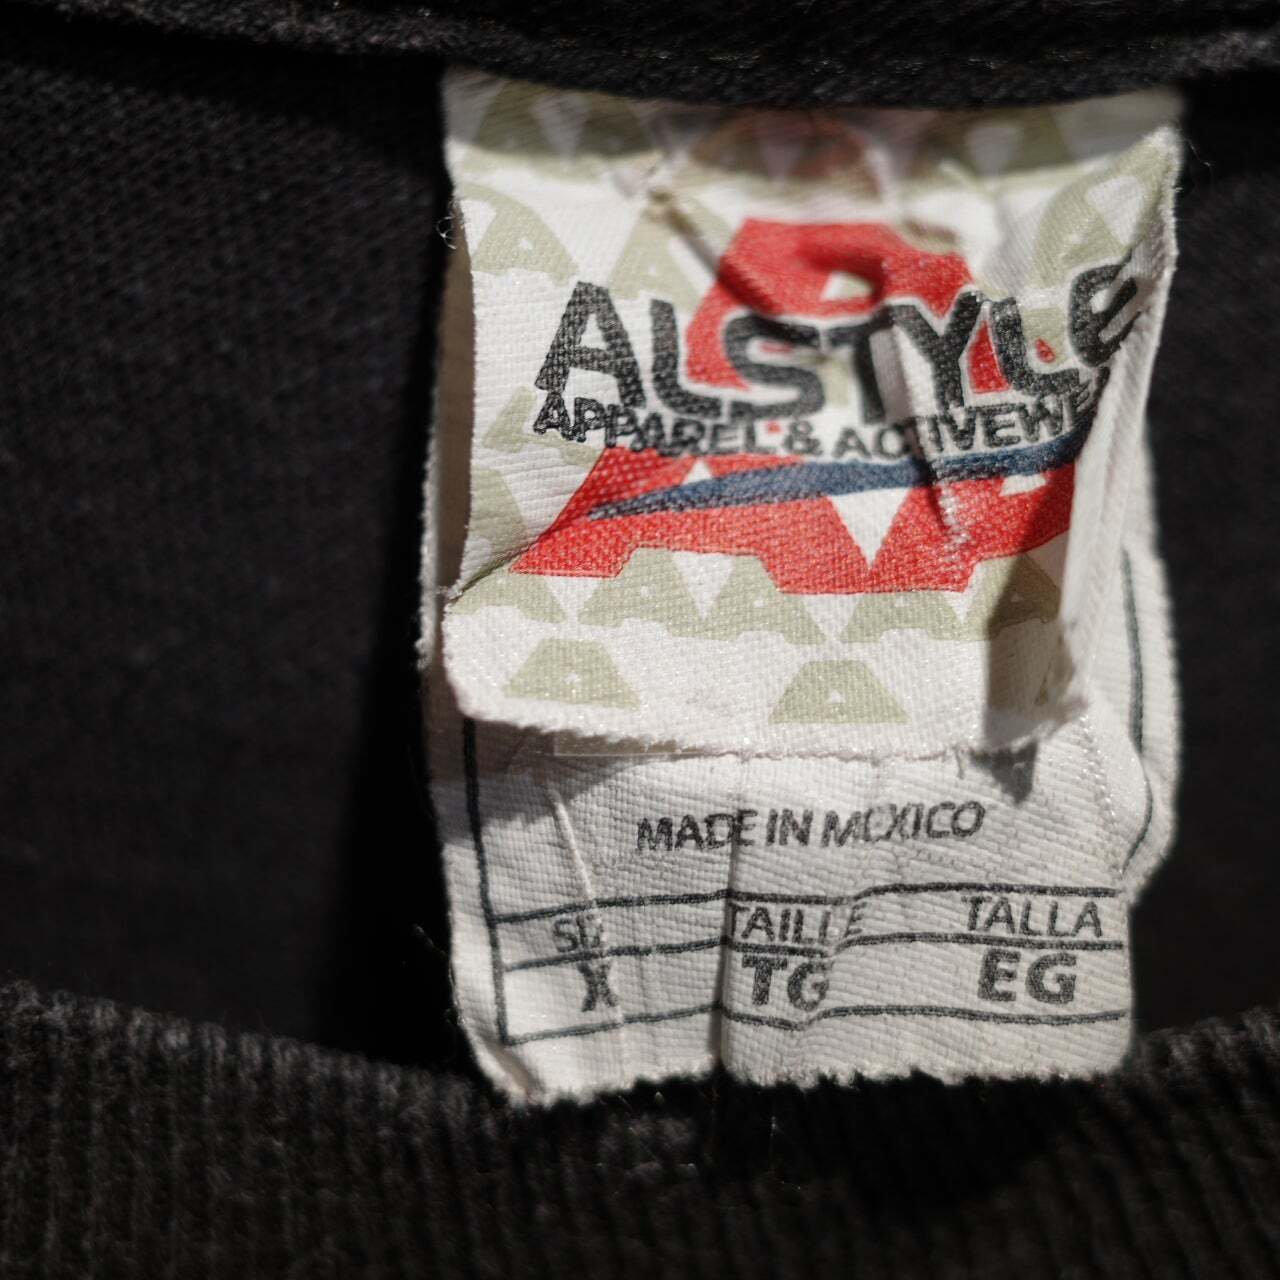 ALSTYLE
APPAREL & ACTIVEWE
MADE IN MEXICO
TAILLE TALLA
X TG EG